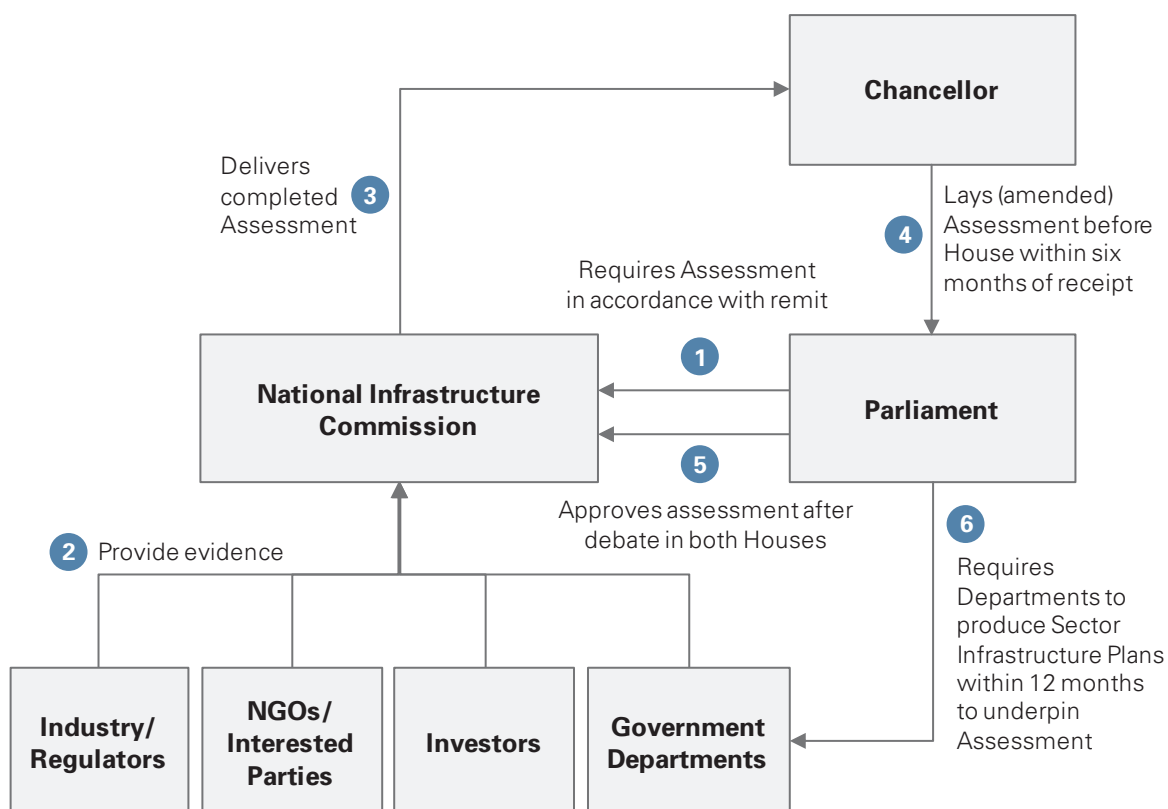 Chancellor
Delivers
completed
Assessment
3
4
Lays (amended)
Assessment before
House within six
months of receipt
Requires Assessment
in accordance with remit
1
National Infrastructure
Commission
Parliament
5
Approves assessment after
debate in both Houses
2 Provide evidence
6
Requires
Departments to
produce Sector
Infrastructure Plans
within 12 months
to underpin
Assessment
Industry/
Regulators
NGOs/
Interested
Parties
Investors
Government
Departments